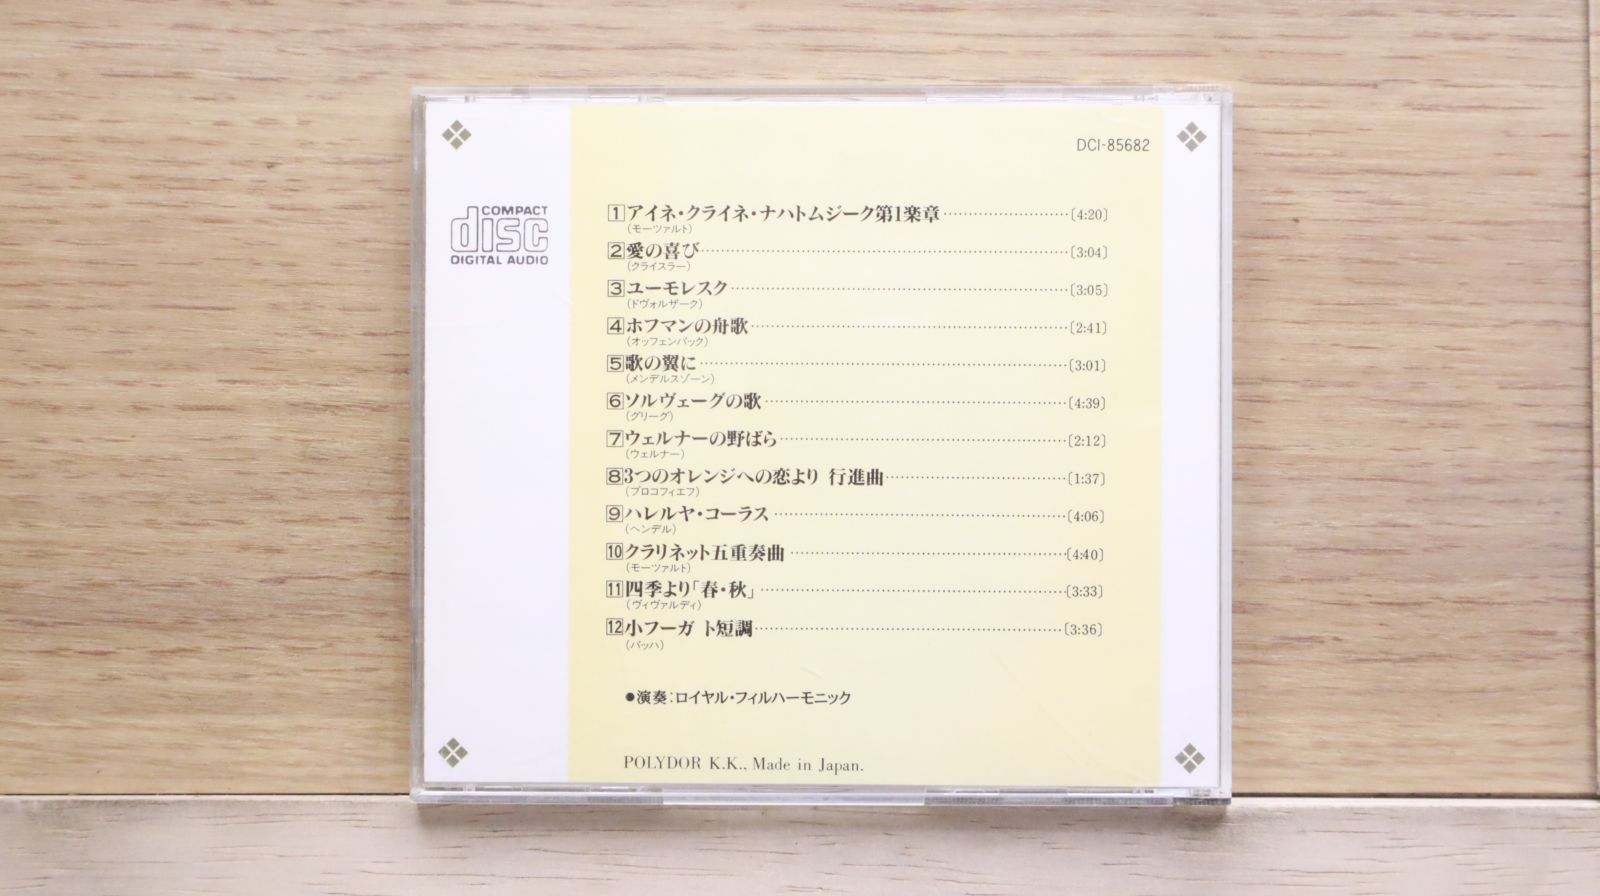 DCI-85682
COMPACT
disc
DIGITAL AUDIO
1 アイネ・クライネ・ナハトムジーク第1楽章……………………〔4:20〕
(モーツァルト)
2 愛の喜び……………………〔3:04〕
(クライスラー)
3 ユーモレスク……………………〔3:05〕
(ドヴォルザーク)
4 ホフマンの舟歌……………………〔2:41〕
(オッフェンバック)
5 歌の翼に……………………〔3:01〕
(メンデルスゾーン)
6 ソルヴェーグの歌……………………〔4:39〕
(グリーグ)
7 ウェルナーの野ばら……………………〔2:12〕
(ウェルナー)
8 3つのオレンジへの恋より 行進曲……………………〔1:37〕
(プロコフィエフ)
9 ハレルヤ・コーラス……………………〔4:06〕
(ヘンデル)
10 クラリネット五重奏曲……………………〔4:40〕
(モーツァルト)
11 四季より「春・秋」……………………〔3:33〕
(ヴィヴァルディ)
12 小フーガ ト短調……………………〔3:36〕
(バッハ)
●演奏:ロイヤル・フィルハーモニック
POLYDOR K.K., Made in Japan.